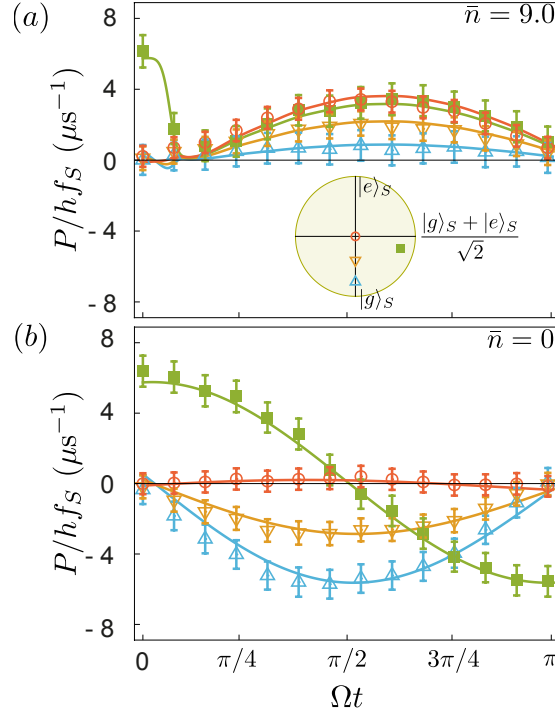 (a)
n̄ = 9.0
P/hf_S (μs⁻¹)
8
4
0
- 4
- 8
|e⟩_S
|g⟩_S + |e⟩_S
√2
|g⟩_S
(b)
n̄ = 0
P/hf_S (μs⁻¹)
8
4
0
- 4
- 8
0 π/4 π/2 3π/4 π
Ωt